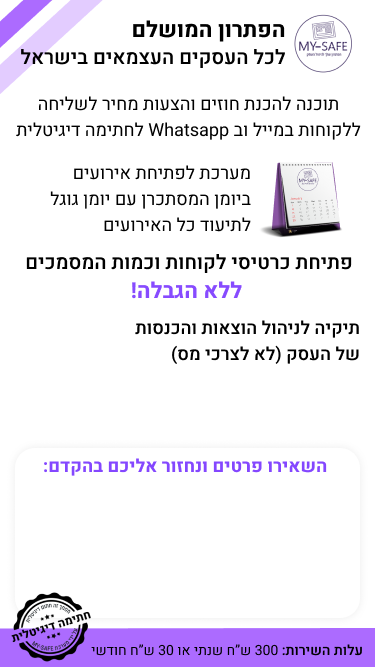 MY-SAFE
הפתרון המושלם
לכל העסקים העצמאים בישראל
תוכנה להכנת חוזים והצעות מחיר לשליחה
ללקוחות במייל וב Whatsapp לחתימה דיגיטלית
מערכת לפתיחת אירועים
ביומן המסתכרן עם יומן גוגל
לתיעוד כל האירועים
MY-SAFE
פתיחת כרטיסי לקוחות וכמות המסמכים
ללא הגבלה!
תיקיה לניהול הוצאות והכנסות
של העסק (לא לצרכי מס)
השאירו פרטים ונחזור אליכם בהקדם:
חתימה דיגיטלית
MY-SAFE
עלות השירות: 300 ש”ח שנתי או 30 ש”ח חודשי